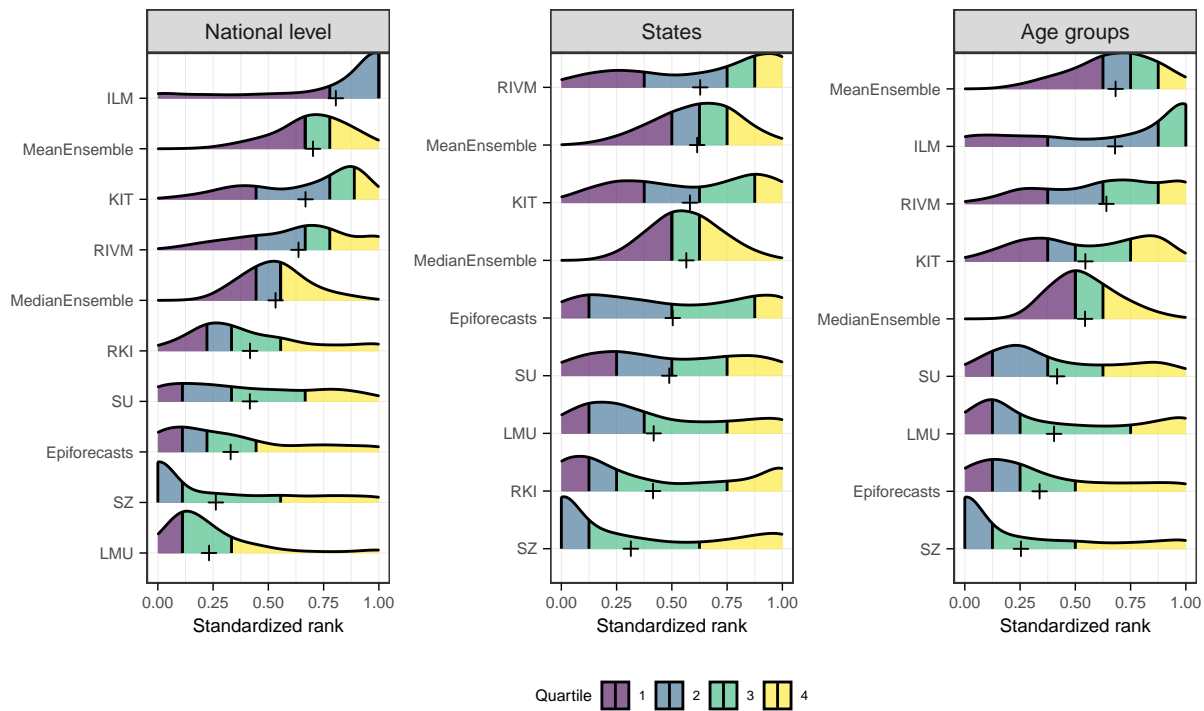 National level
ILM
MeanEnsemble
KIT
RIVM
MedianEnsemble
RKI
SU
Epiforecasts
SZ
LMU
0.00 0.25 0.50 0.75 1.00
Standardized rank
States
RIVM
MeanEnsemble
KIT
MedianEnsemble
Epiforecasts
SU
LMU
RKI
SZ
0.00 0.25 0.50 0.75 1.00
Standardized rank
Age groups
MeanEnsemble
ILM
RIVM
KIT
MedianEnsemble
SU
LMU
Epiforecasts
SZ
0.00 0.25 0.50 0.75 1.00
Standardized rank
Quartile 1 2 3 4